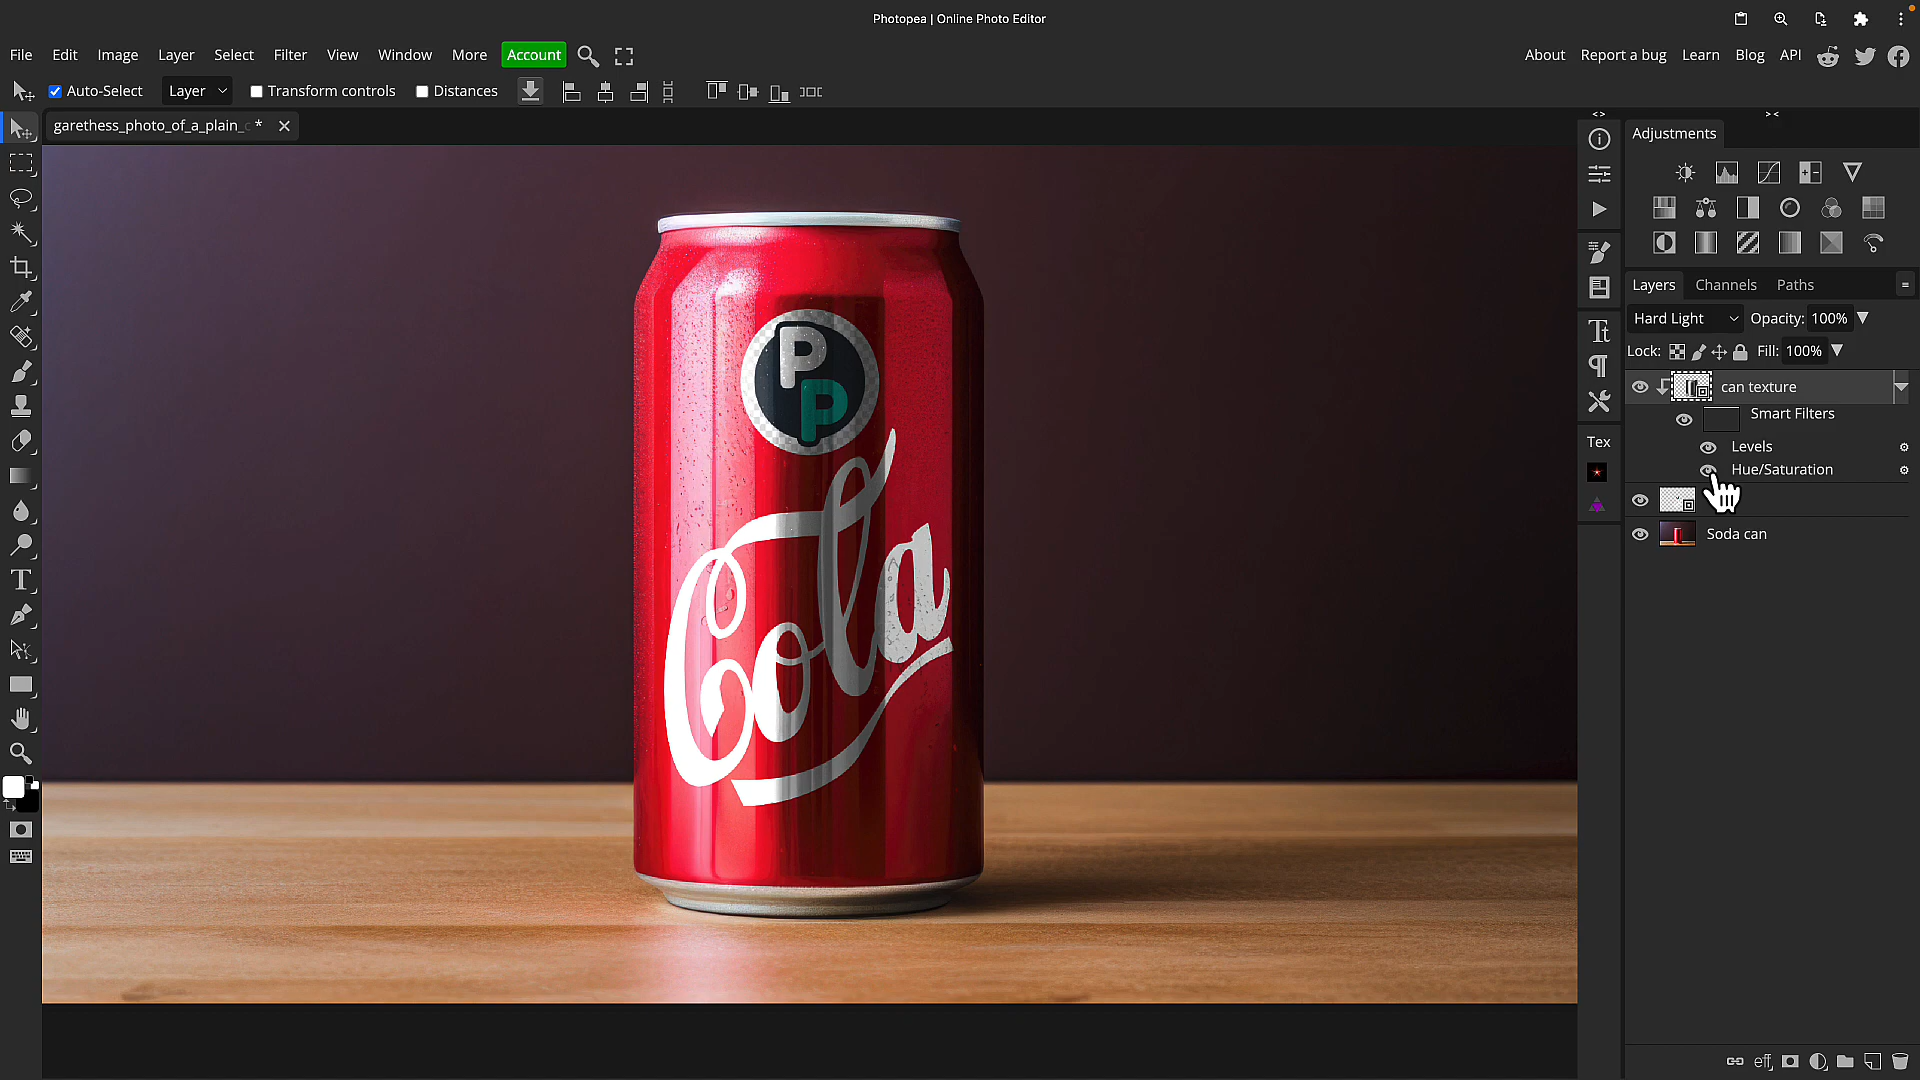 Photopea | Online Photo Editor
File Edit Image Layer Select Filter View Window More Account
About Report a bug Learn Blog API
Auto-Select Layer Transform controls Distances
garethess_photo_of_a_plain_c * ×
<> ><
Adjustments
Layers Channels Paths
Hard Light Opacity: 100%
Lock: Fill: 100%
can texture
Smart Filters
Levels
Hue/Saturation
Soda can
Tex
PP
Cola
eff